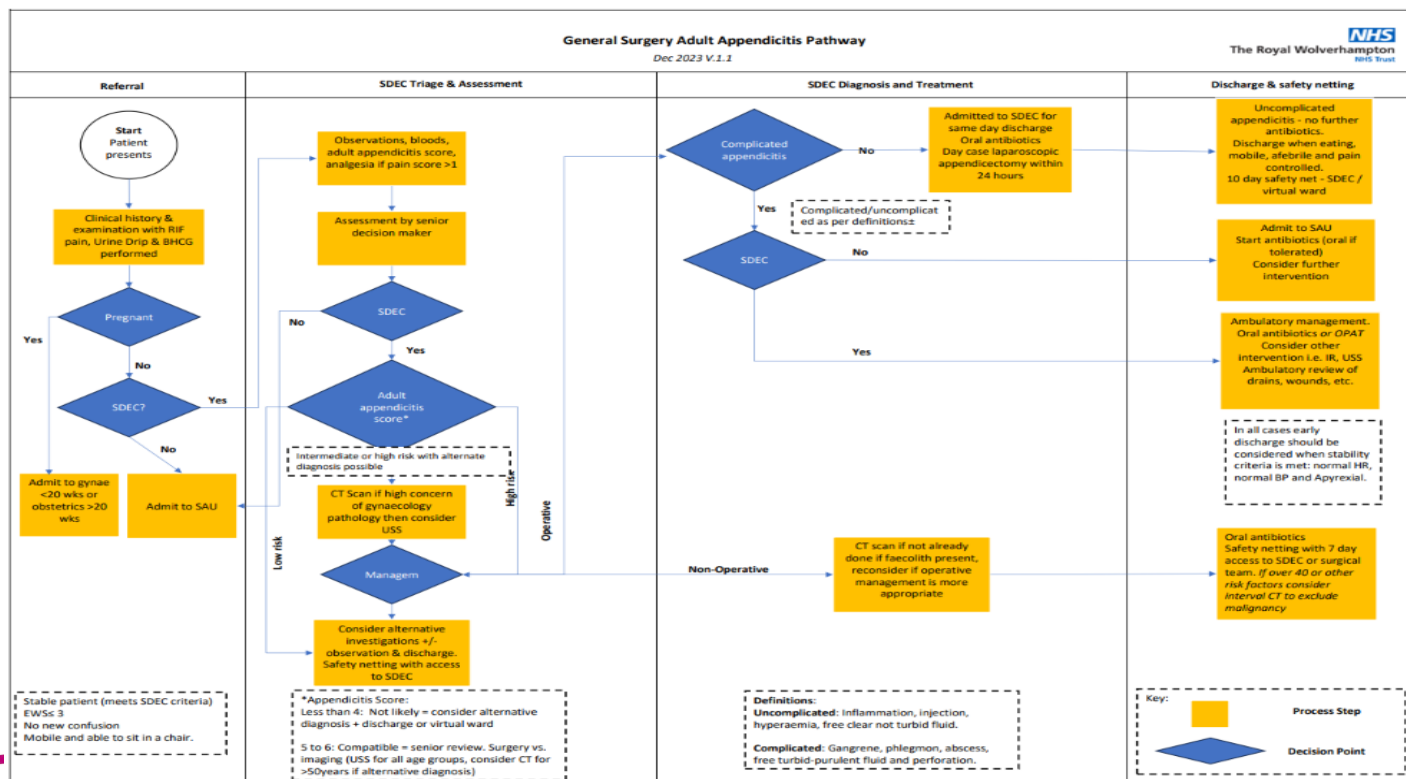 General Surgery Adult Appendicitis Pathway
Dec 2023 V.1.1
NHS
The Royal Wolverhampton
NHS Trust
Referral
SDEC Triage & Assessment
SDEC Diagnosis and Treatment
Discharge & safety netting
Start
Patient
presents
Clinical history &
examination with RIF
pain, Urine Drip & BHCG
performed
Pregnant
Yes
No
SDEC?
Yes
No
Admit to gynae
<20 wks or
obstetrics >20
wks
Admit to SAU
Stable patient (meets SDEC criteria)
EWS≤ 3
No new confusion
Mobile and able to sit in a chair.
Observations, bloods,
adult appendicitis score,
analgesia if pain score >1
Assessment by senior
decision maker
SDEC
No
Yes
Adult
appendicitis
score*
Intermediate or high risk with alternate
diagnosis possible
CT Scan if high concern
of gynaecology
pathology then consider
USS
Low risk
High risk
Operative
Managem
Consider alternative
investigations +/-
observation & discharge.
Safety netting with access
to SDEC
*Appendicitis Score:
Less than 4:  Not likely = consider alternative
diagnosis + discharge or virtual ward
5 to 6: Compatible = senior review. Surgery vs.
imaging (USS for all age groups, consider CT for
>50years if alternative diagnosis)
Complicated
appendicitis
No
Yes
Admitted to SDEC for
same day discharge
Oral antibiotics
Day case laparoscopic
appendicectomy within
24 hours
Complicated/uncomplicat
ed as per definitions±
SDEC
No
Yes
Non-Operative
CT scan if not already
done if faecolith present,
reconsider if operative
management is more
appropriate
Definitions:
Uncomplicated: Inflammation, injection,
hyperaemia, free clear not turbid fluid.
Complicated: Gangrene, phlegmon, abscess,
free turbid-purulent fluid and perforation.
Uncomplicated
appendicitis - no further
antibiotics.
Discharge when eating,
mobile, afebrile and pain
controlled.
10 day safety net - SDEC /
virtual ward
Admit to SAU
Start antibiotics (oral if
tolerated)
Consider further
intervention
Ambulatory management.
Oral antibiotics or OPAT
Consider other
intervention i.e. IR, USS
Ambulatory review of
drains, wounds, etc.
In all cases early
discharge should be
considered when stability
criteria is met: normal HR,
normal BP and Apyrexial.
Oral antibiotics
Safety netting with 7 day
access to SDEC or surgical
team. If over 40 or other
risk factors consider
interval CT to exclude
malignancy
Key:
Process Step
Decision Point